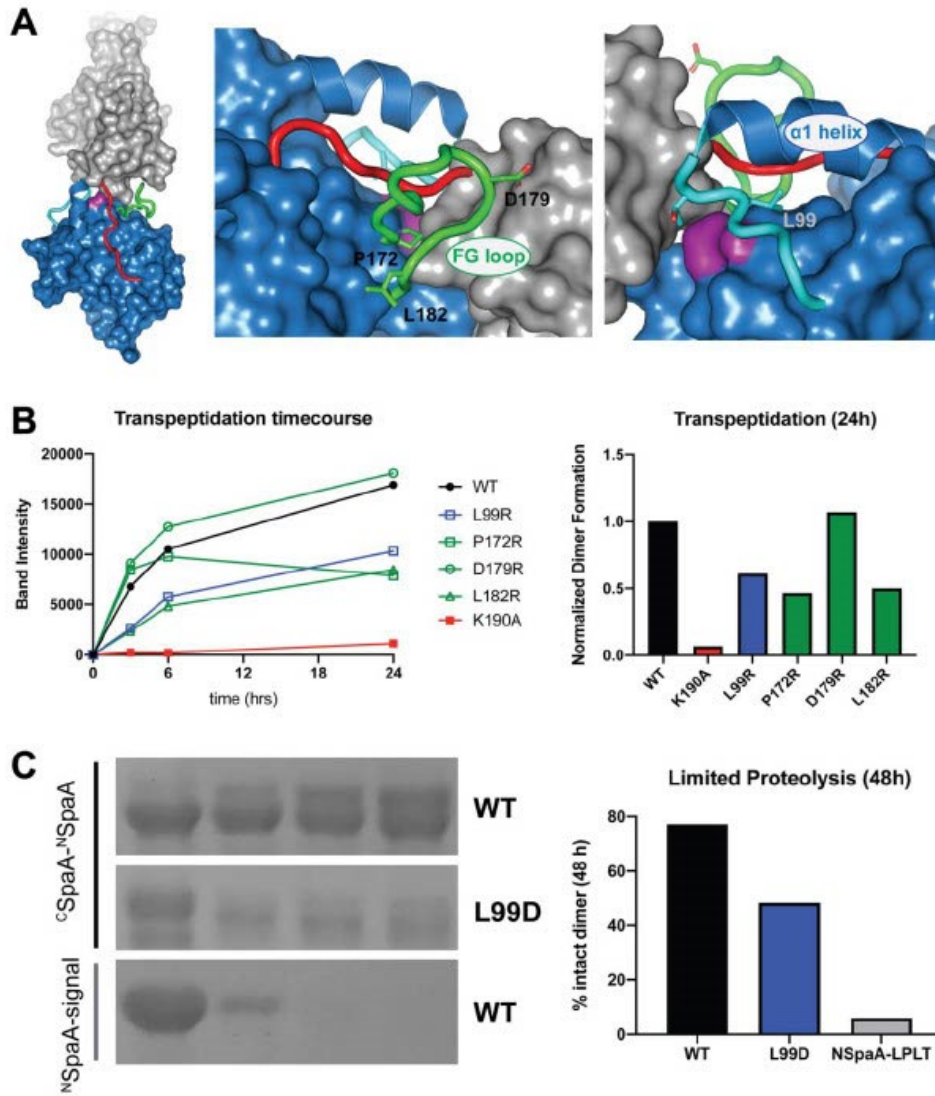 A
D179
P172
FG loop
L182
α1 helix
L99
B
Transpeptidation timecourse
20000
15000
10000
5000
0
Band Intensity
0 6 12 18 24
time (hrs)
WT
L99R
P172R
D179R
L182R
K190A
Transpeptidation (24h)
1.5
1.0
0.5
0.0
Normalized Dimer Formation
WT K190A L99R P172R D179R L182R
C
CSpaA-NSpaA
WT
L99D
NSpaA-signal
WT
Limited Proteolysis (48h)
80
60
40
20
0
% intact dimer (48 h)
WT L99D NSpaA-LPLT